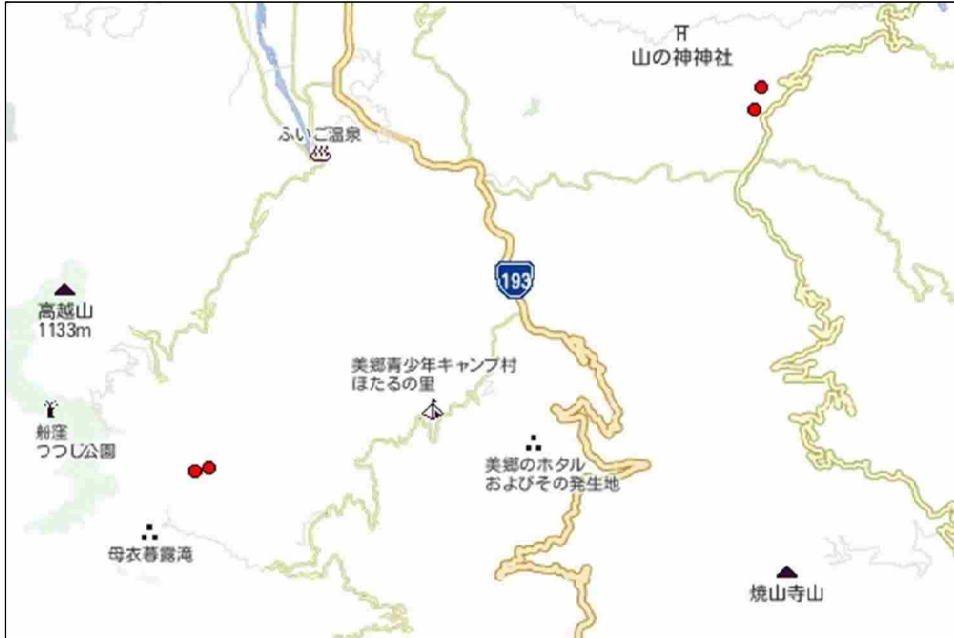 山の神神社
ふいご温泉
193
高越山
1133m
美郷青少年キャンプ村
ほたるの里
船窪
つつじ公園
美郷のホタル
およびその発生地
母衣暮露滝
焼山寺山